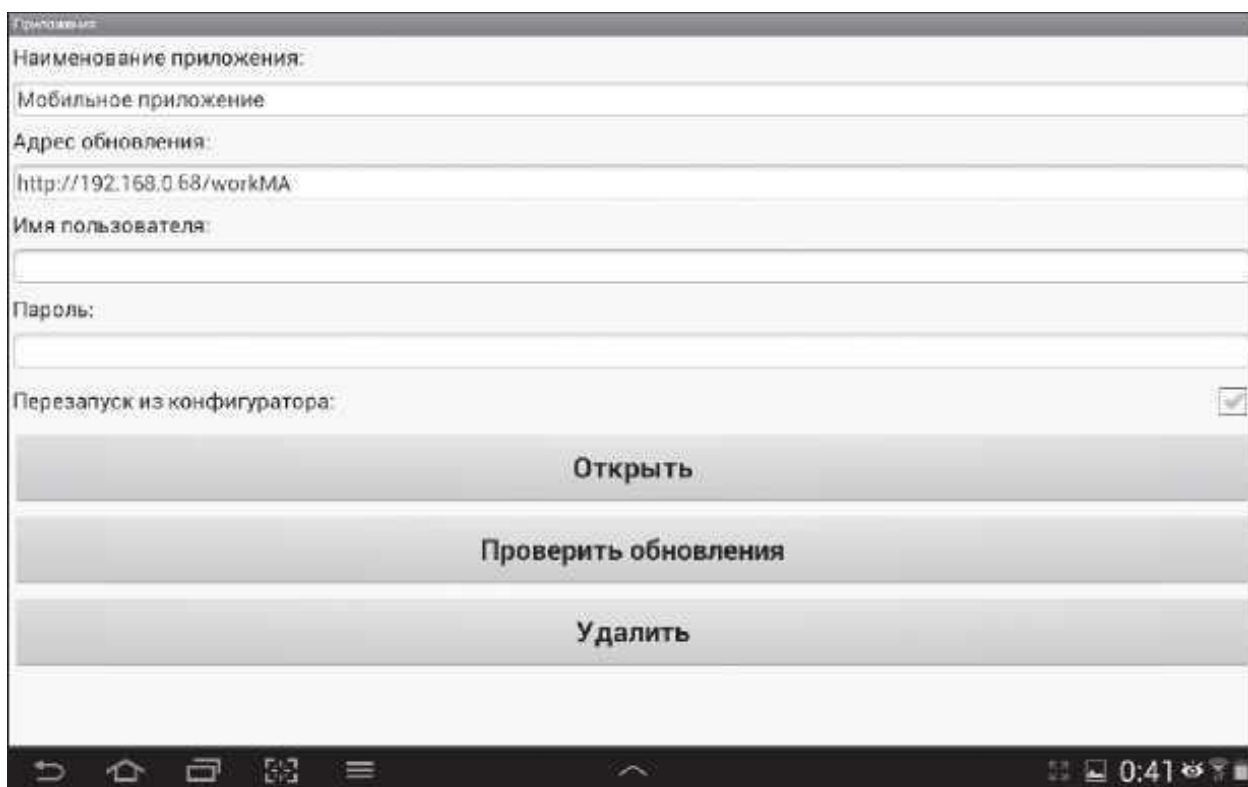 Приложения
Наименование приложения:
Мобильное приложение
Адрес обновления:
http://192.168.0.68/workMA
Имя пользователя:
Пароль:
Перезапуск из конфигуратора:
Открыть
Проверить обновления
Удалить
0:41